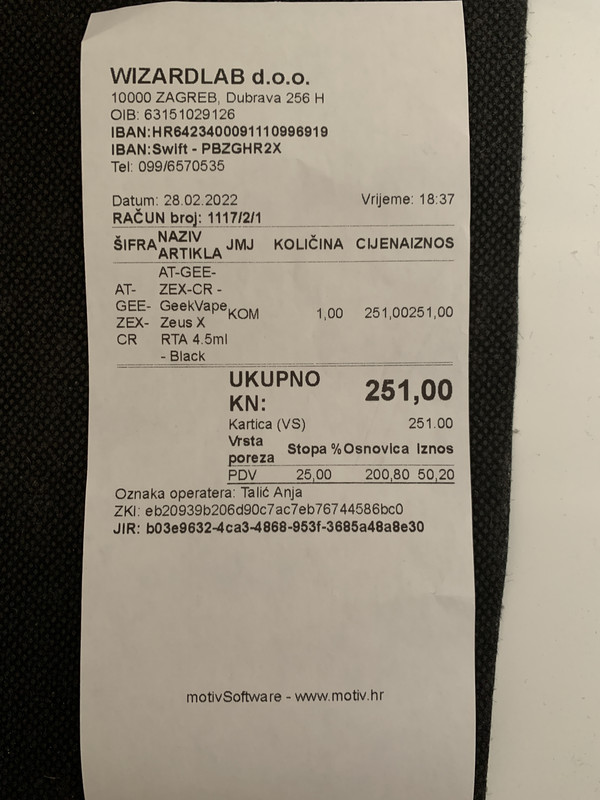 WIZARDLAB d.o.o.
10000 ZAGREB, Dubrava 256 H
OIB: 63151029126
IBAN:HR6423400091110996919
IBAN:Swift - PBZGHR2X
Tel: 099/6570535
Datum: 28.02.2022 Vrijeme: 18:37
RAČUN broj: 1117/2/1
ŠIFRA NAZIV ARTIKLA JMJ KOLIČINA CIJENA IZNOS
AT-GEE-
AT- ZEX-CR -
GEE- GeekVape KOM 1,00 251,00 251,00
ZEX- Zeus X
CR RTA 4.5ml
- Black
UKUPNO
KN: 251,00
Kartica (VS) 251.00
Vrsta
poreza Stopa % Osnovica Iznos
PDV 25,00 200,80 50,20
Oznaka operatera: Talić Anja
ZKI: eb20939b206d90c7ac7eb76744586bc0
JIR: b03e9632-4ca3-4868-953f-3685a48a8e30
motivSoftware - www.motiv.hr